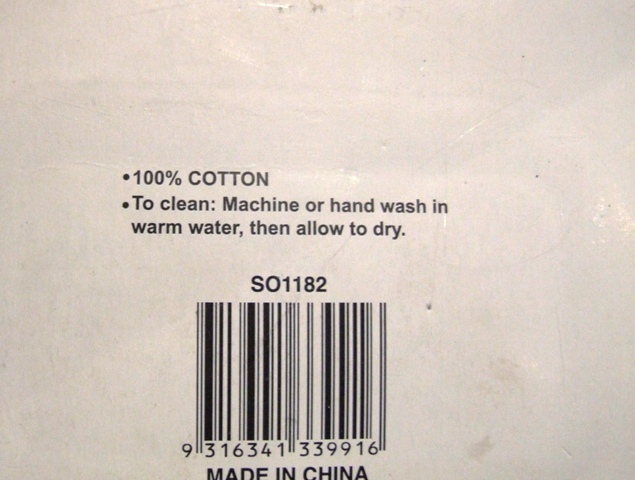 •100% COTTON
•To clean: Machine or hand wash in
warm water, then allow to dry.
SO1182
9 316341 339916
MADE IN CHINA